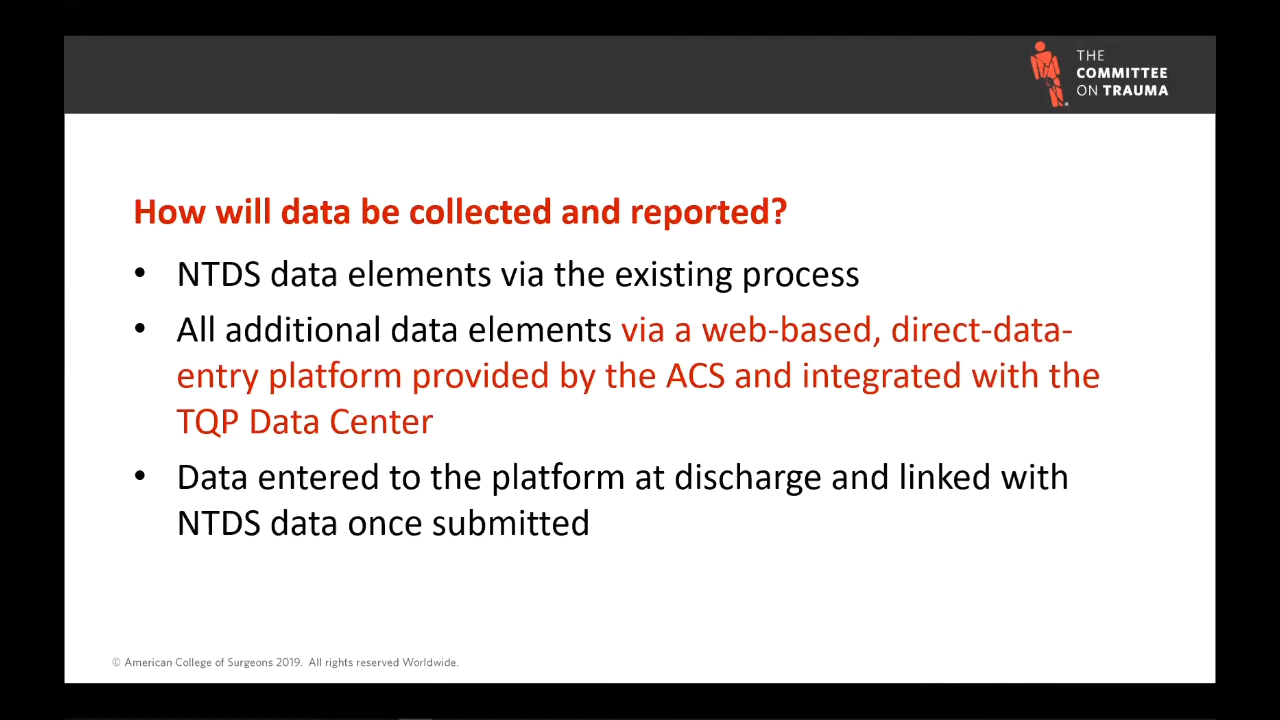 THE
COMMITTEE
ON TRAUMA
How will data be collected and reported?
• NTDS data elements via the existing process
• All additional data elements via a web-based, direct-data-
entry platform provided by the ACS and integrated with the
TQP Data Center
• Data entered to the platform at discharge and linked with
NTDS data once submitted
© American College of Surgeons 2019. All rights reserved Worldwide.